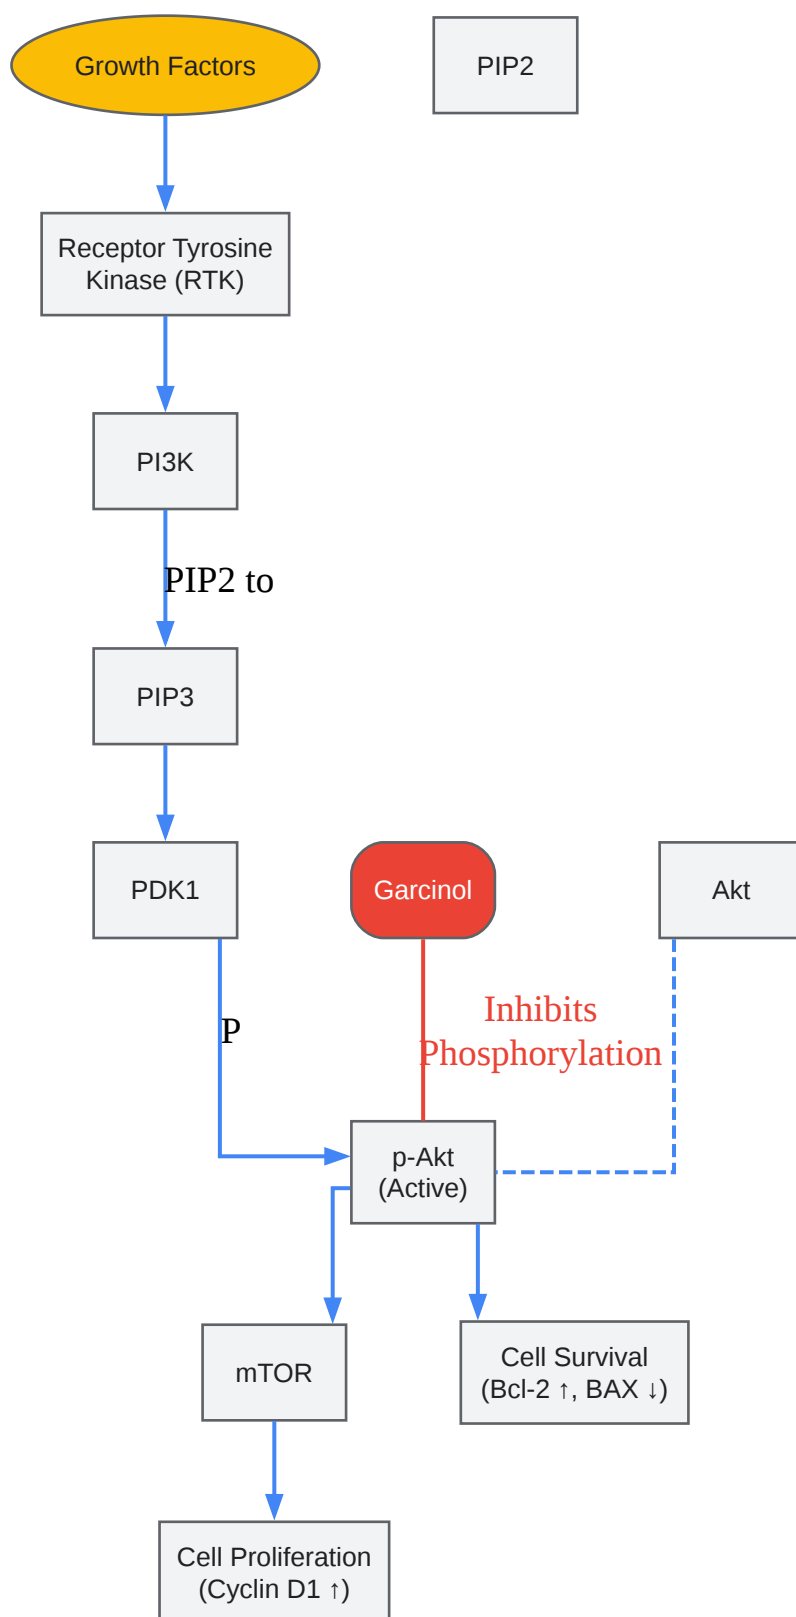 Growth Factors
PIP2
Receptor Tyrosine
Kinase (RTK)
PI3K
PIP2 to
PIP3
PDK1
Garcinol
Akt
P
Inhibits
Phosphorylation
p-Akt
(Active)
mTOR
Cell Survival
(Bcl-2 ↑, BAX ↓)
Cell Proliferation
(Cyclin D1 ↑)